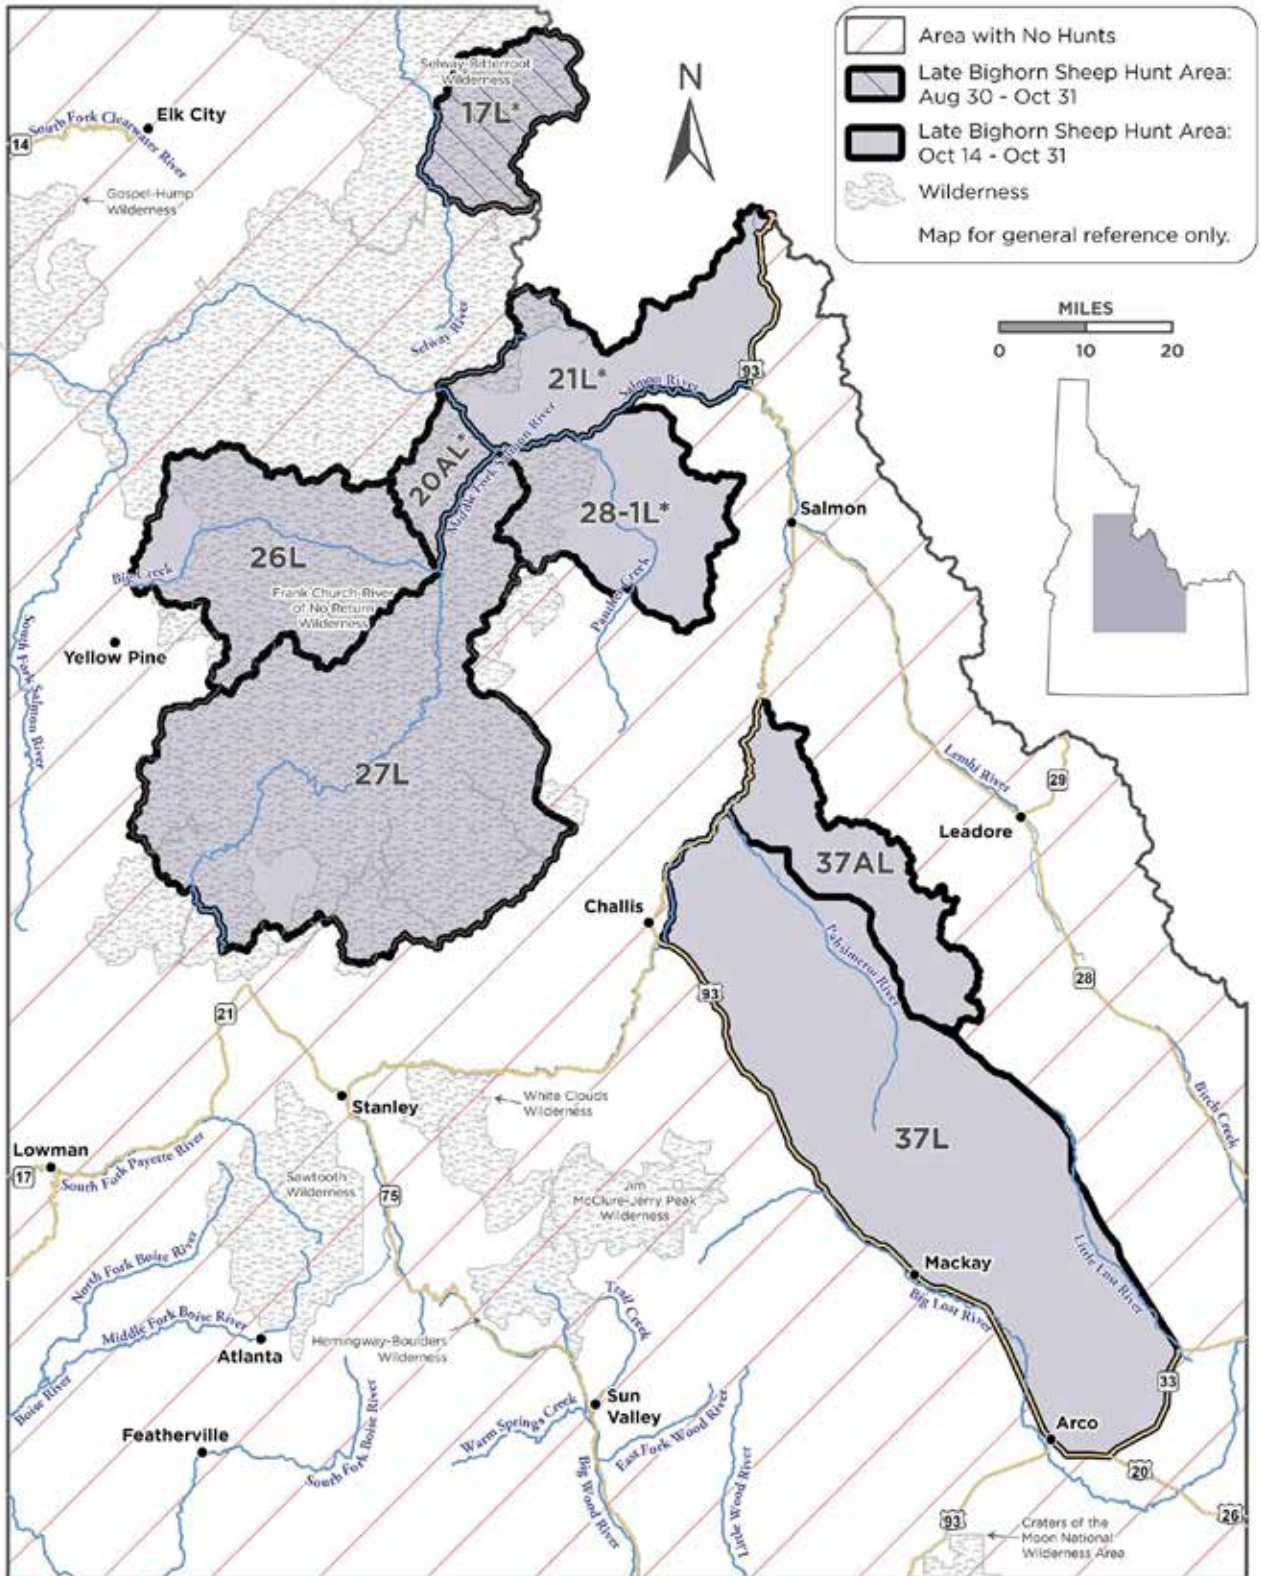 Area with No Hunts
Late Bighorn Sheep Hunt Area:
Aug 30 - Oct 31
Late Bighorn Sheep Hunt Area:
Oct 14 - Oct 31
Wilderness
Map for general reference only.
N
MILES
0 10 20
Selway-Bitterroot
Wilderness
17L*
Elk City
South Fork Clearwater River
14
Gospel-Hump
Wilderness
Selway River
21L*
Salmon River
93
20AL*
Middle Fork Salmon River
28-1L*
Salmon
26L
Big Creek
Frank Church-River
of No Return
Wilderness
Panther Creek
Yellow Pine
South Fork Salmon River
27L
Lemhi River
29
Leadore
37AL
Challis
Pahsimeroi River
93
28
21
Stanley
White Clouds
Wilderness
Birch Creek
37L
Lowman
17
South Fork Payette River
Sawtooth
Wilderness
75
Jim
McClure-Jerry Peak
Wilderness
North Fork Boise River
Mackay
Big Lost River
Little Lost River
Trail Creek
Middle Fork Boise River
Atlanta
Hemingway-Boulders
Wilderness
Boise River
33
Sun
Valley
Arco
Featherville
South Fork Boise River
Warm Springs Creek
East Fork Wood River
Big Wood River
Little Wood River
20
26
93
Craters of the
Moon National
Wilderness Area